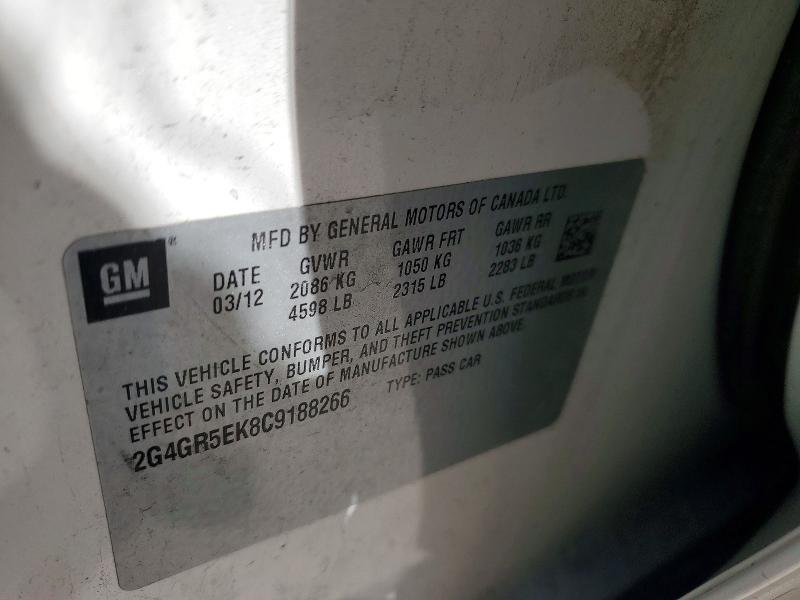 GM
MFD BY GENERAL MOTORS OF CANADA LTD.
DATE GVWR GAWR FRT GAWR RR
03/12 2086 KG 1050 KG 1036 KG
4598 LB 2315 LB 2283 LB
THIS VEHICLE CONFORMS TO ALL APPLICABLE U.S. FEDERAL MOTOR
VEHICLE SAFETY, BUMPER, AND THEFT PREVENTION STANDARDS IN
EFFECT ON THE DATE OF MANUFACTURE SHOWN ABOVE.
2G4GR5EK8C9188266 TYPE: PASS CAR